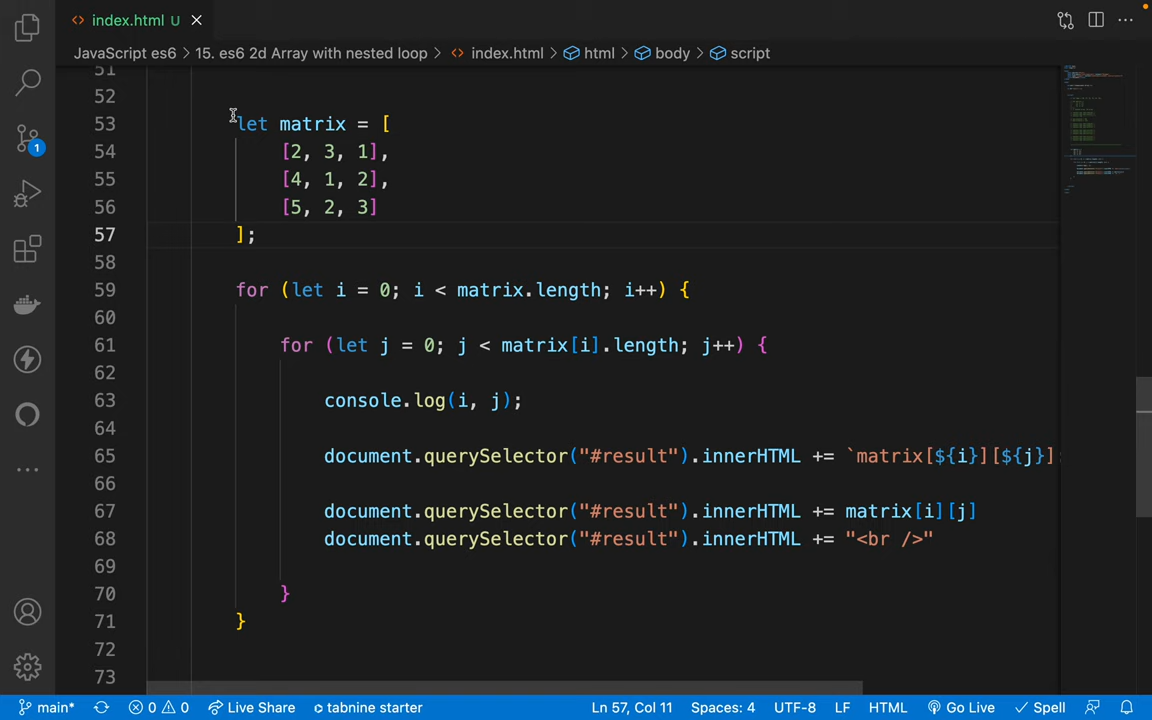 index.html U
JavaScript es6 > 15. es6 2d Array with nested loop > index.html > html > body > script
51
52
53 let matrix = [
54 [2, 3, 1],
55 [4, 1, 2],
56 [5, 2, 3]
57 ];
58
59 for (let i = 0; i < matrix.length; i++) {
60
61 for (let j = 0; j < matrix[i].length; j++) {
62
63 console.log(i, j);
64
65 document.querySelector("#result").innerHTML += `matrix[${i}][${j}]
66
67 document.querySelector("#result").innerHTML += matrix[i][j]
68 document.querySelector("#result").innerHTML += "<br />"
69
70 }
71 }
72
73
1
main* 0 0 Live Share tabnine starter Ln 57, Col 11 Spaces: 4 UTF-8 LF HTML Go Live Spell